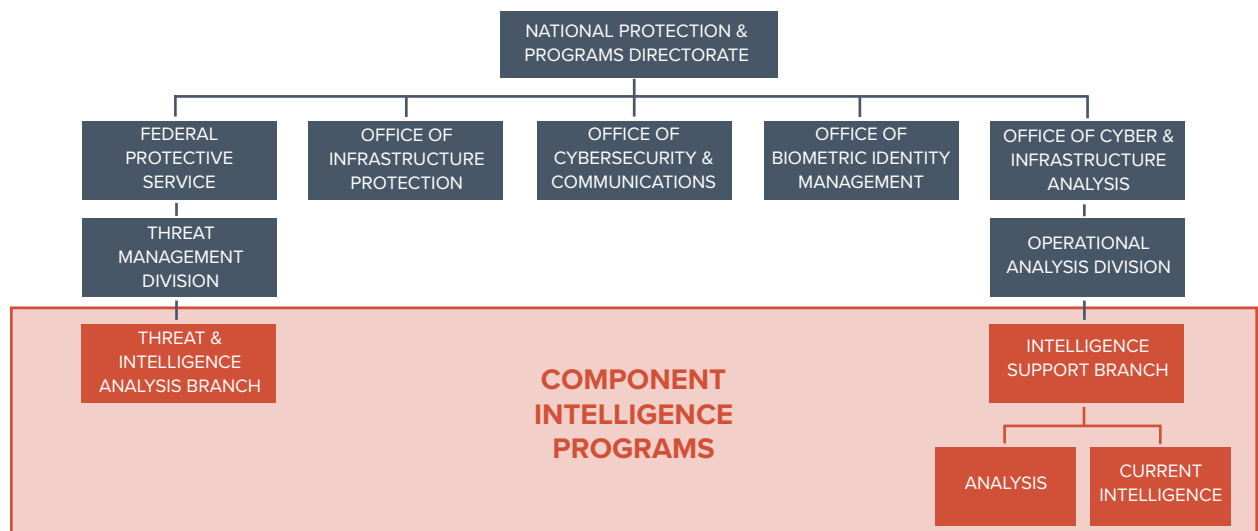 NATIONAL PROTECTION &
PROGRAMS DIRECTORATE
FEDERAL
PROTECTIVE
SERVICE
OFFICE OF
INFRASTRUCTURE
PROTECTION
OFFICE OF
CYBERSECURITY &
COMMUNICATIONS
OFFICE OF
BIOMETRIC IDENTITY
MANAGEMENT
OFFICE OF CYBER &
INFRASTRUCTURE
ANALYSIS
THREAT
MANAGEMENT
DIVISION
OPERATIONAL
ANALYSIS DIVISION
THREAT &
INTELLIGENCE
ANALYSIS BRANCH
COMPONENT
INTELLIGENCE
PROGRAMS
INTELLIGENCE
SUPPORT BRANCH
ANALYSIS
CURRENT
INTELLIGENCE